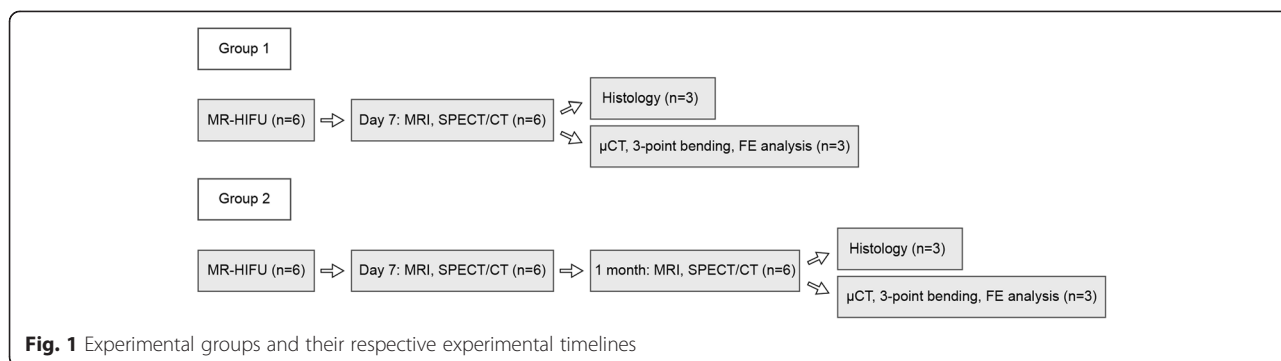 Group 1
MR-HIFU (n=6)
Day 7: MRI, SPECT/CT (n=6)
Histology (n=3)
µCT, 3-point bending, FE analysis (n=3)
Group 2
MR-HIFU (n=6)
Day 7: MRI, SPECT/CT (n=6)
1 month: MRI, SPECT/CT (n=6)
Histology (n=3)
µCT, 3-point bending, FE analysis (n=3)
Fig. 1 Experimental groups and their respective experimental timelines